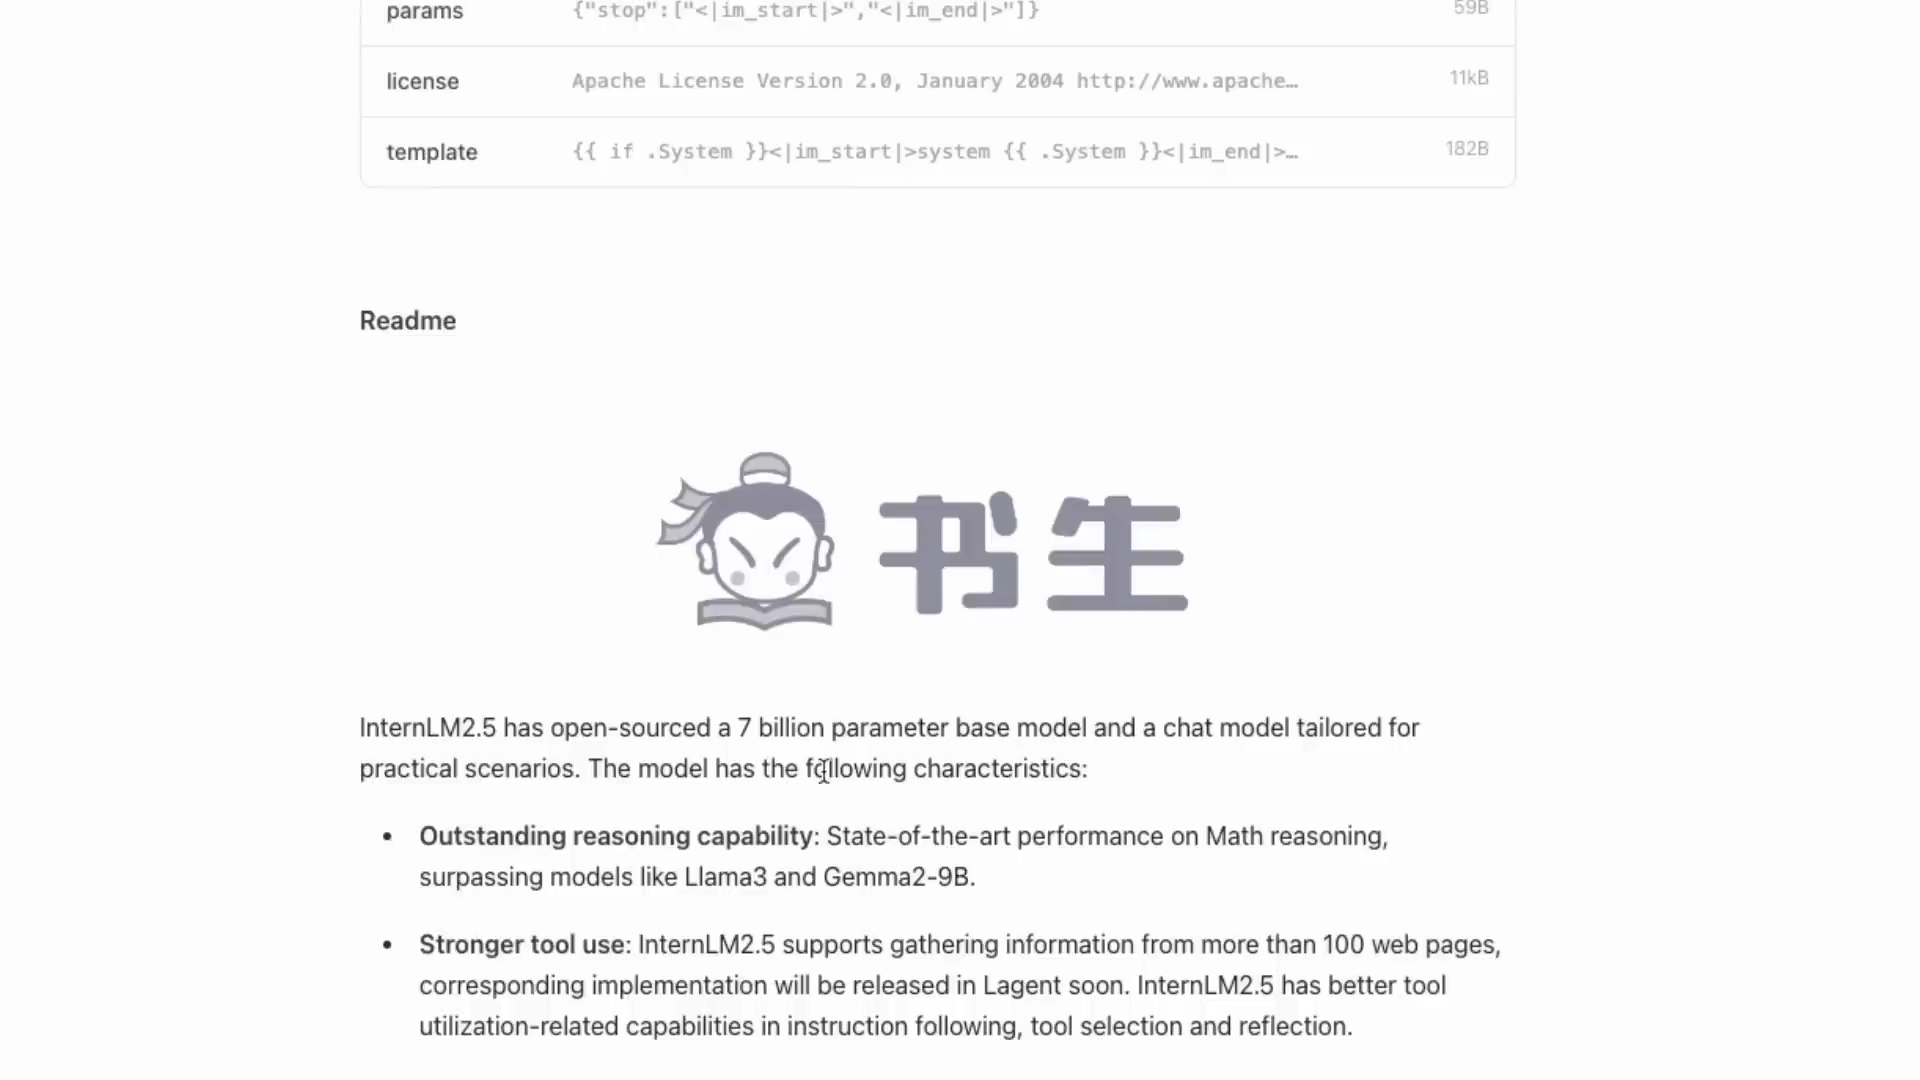 params {"stop":["<|im_start|>","<|im_end|>"]} 59B
license Apache License Version 2.0, January 2004 http://www.apache… 11kB
template {{ if .System }}<|im_start|>system {{ .System }}<|im_end|>… 182B
Readme
书生
InternLM2.5 has open-sourced a 7 billion parameter base model and a chat model tailored for
practical scenarios. The model has the following characteristics:
• Outstanding reasoning capability: State-of-the-art performance on Math reasoning,
surpassing models like Llama3 and Gemma2-9B.
• Stronger tool use: InternLM2.5 supports gathering information from more than 100 web pages,
corresponding implementation will be released in Lagent soon. InternLM2.5 has better tool
utilization-related capabilities in instruction following, tool selection and reflection.